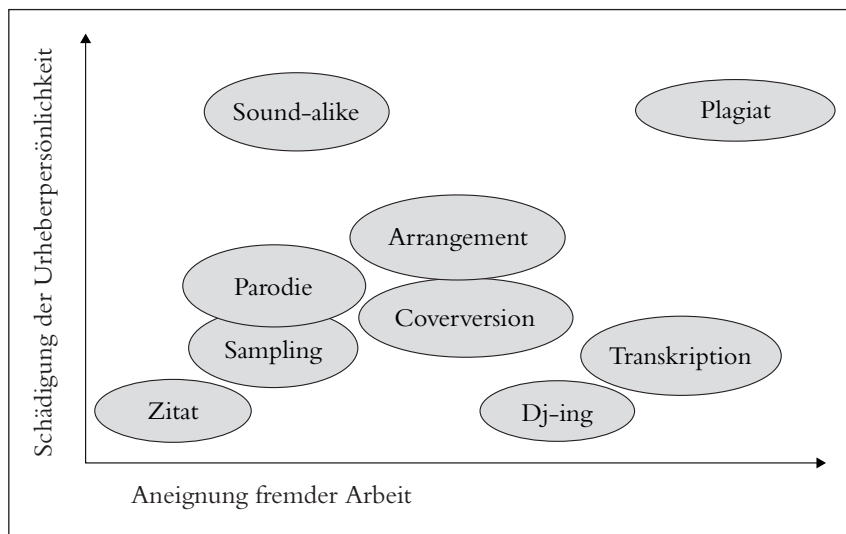 Schädigung der Urheberpersönlichkeit
Sound-alike
Plagiat
Arrangement
Parodie
Coverversion
Sampling
Transkription
Zitat
Dj-ing
Aneignung fremder Arbeit